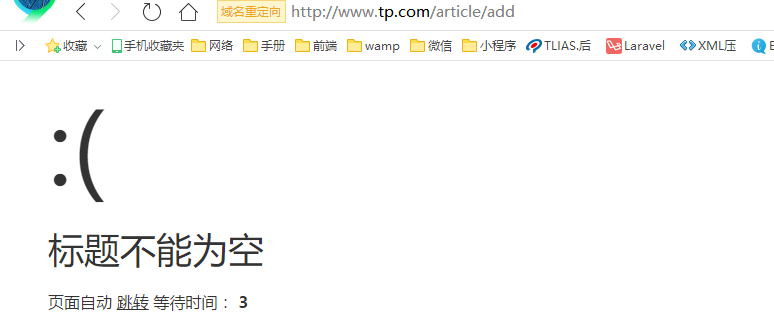 域名重定向 http://www.tp.com/article/add
收藏 手机收藏夹 网络 手册 前端 wamp 微信 小程序 TLIAS.后 Laravel XML压
:(
标题不能为空
页面自动 跳转 等待时间： 3